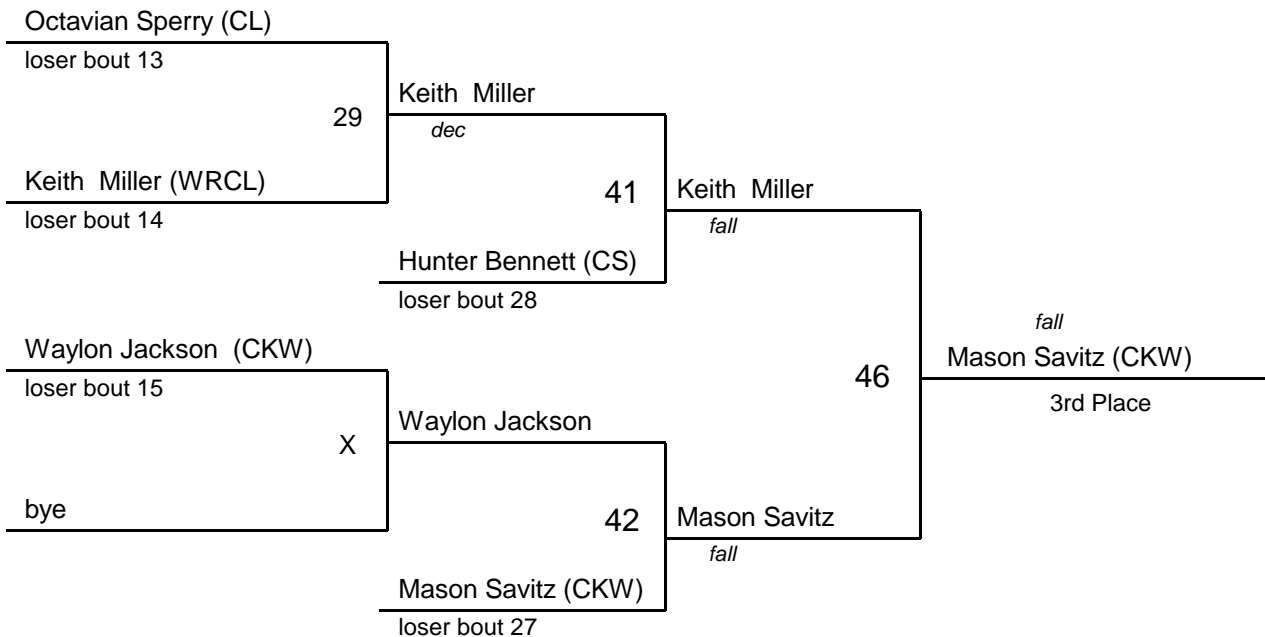 Octavian Sperry (CL)
loser bout 13
29
Keith  Miller
dec
Keith  Miller (WRCL)
loser bout 14
41
Keith  Miller
fall
Hunter Bennett (CS)
loser bout 28
Waylon Jackson  (CKW)
loser bout 15
46
fall
Mason Savitz (CKW)
3rd Place
X
Waylon Jackson
bye
42
Mason Savitz
fall
Mason Savitz (CKW)
loser bout 27